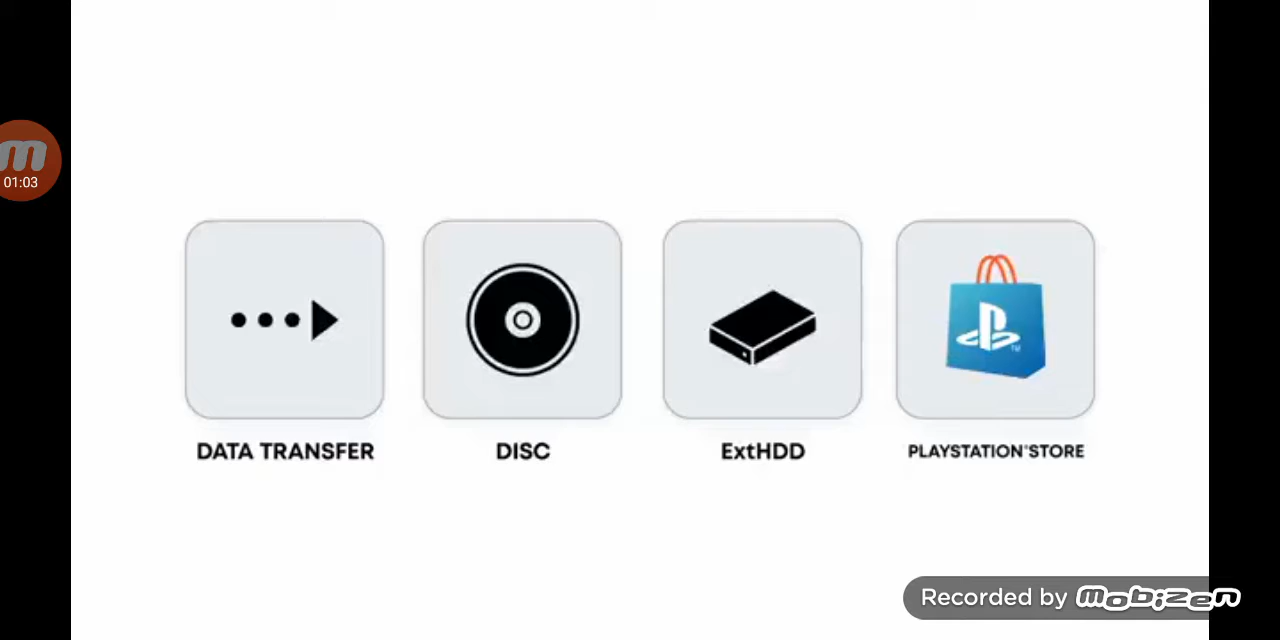 01:03
DATA TRANSFER
DISC
ExtHDD
PLAYSTATION®STORE
Recorded by mobizen